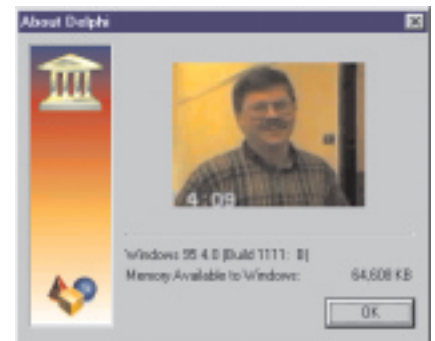 About Delphi
4:09
Windows 95 4.0 (Build 1111: B)
Memory Available to Windows: 64,608 KB
OK